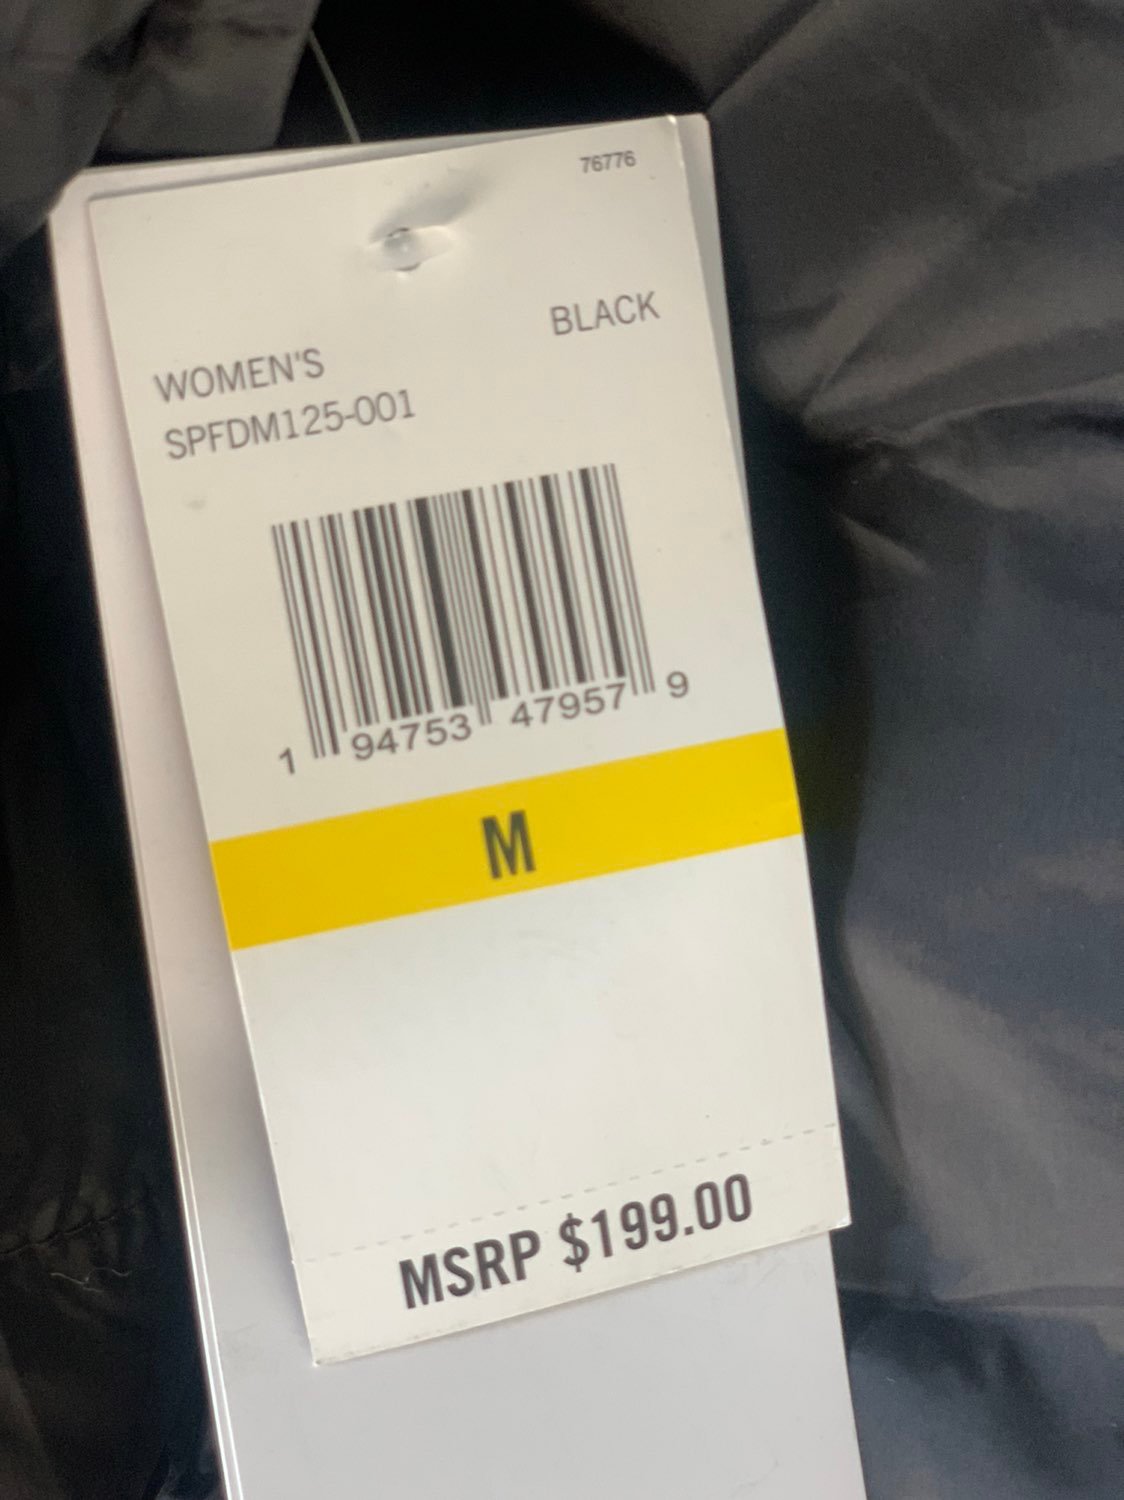 76776
BLACK
WOMEN'S
SPFDM125-001
1 94753 47957 9
M
MSRP $199.00